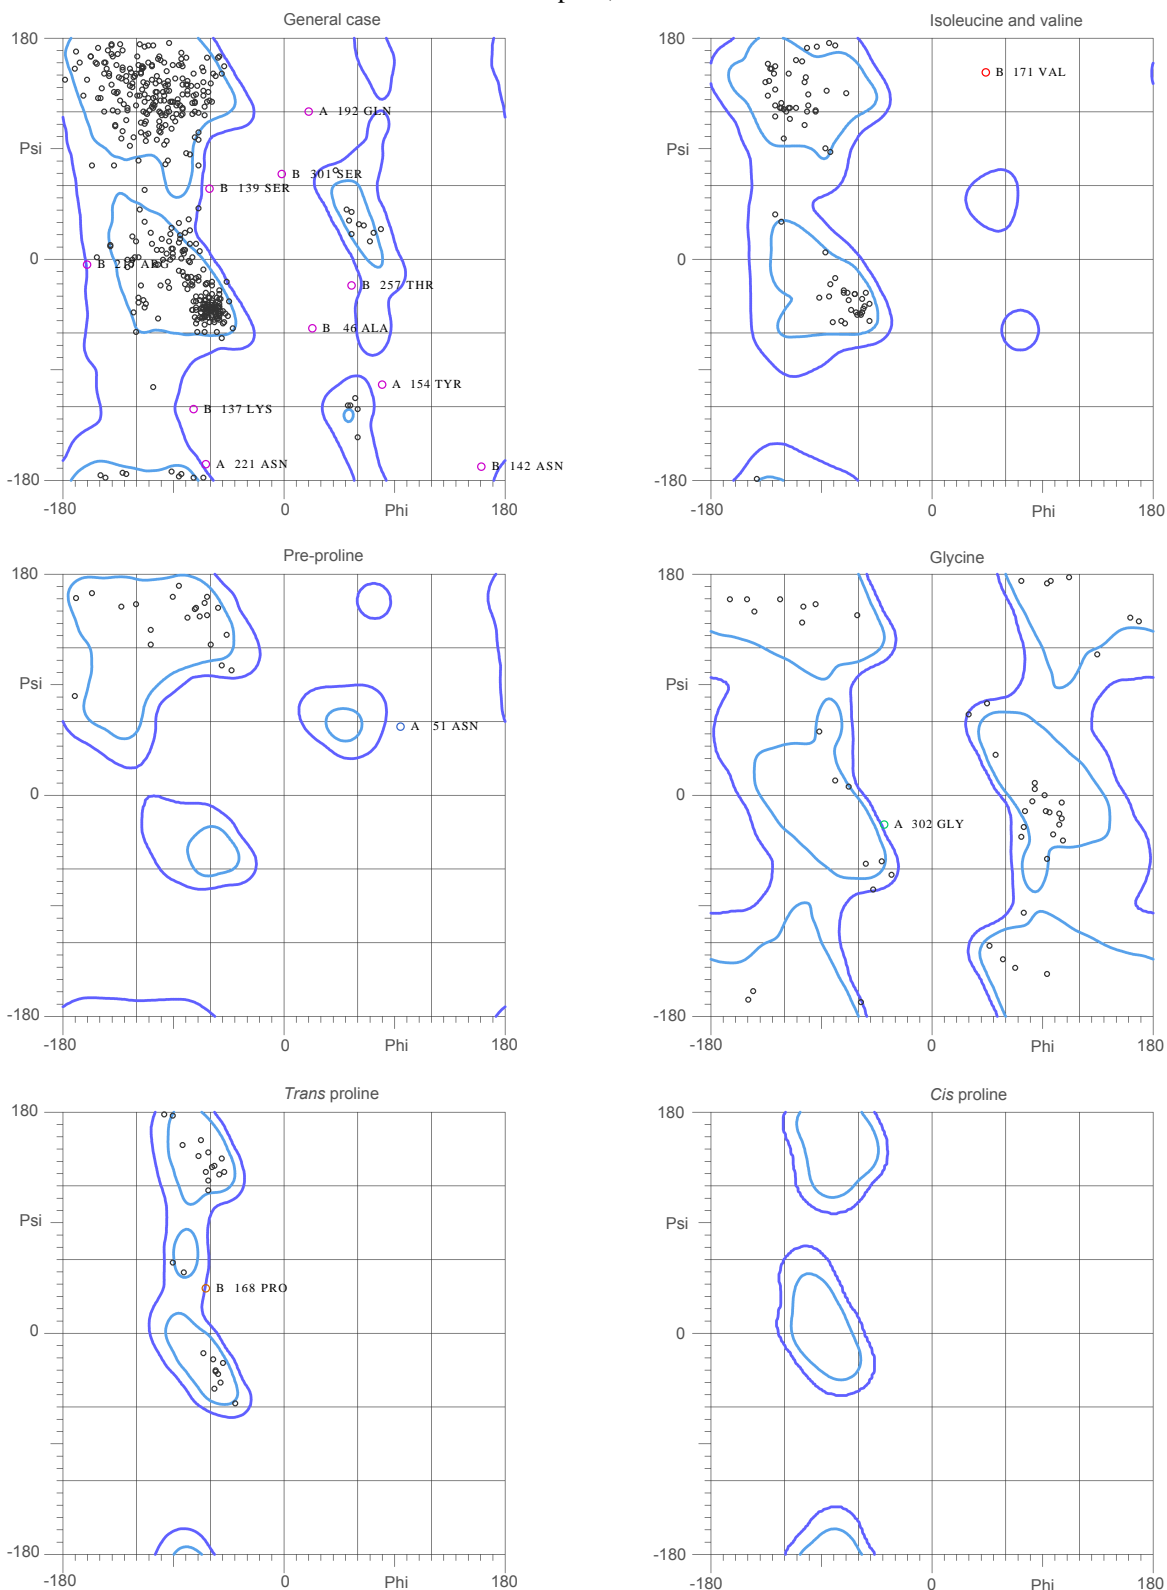 General case
180
Psi
0
-180
-180
0
Phi
180
A 192 GLN
B 301 SER
B 139 SER
ARG
B 257 THR
B 46 ALA
A 154 TYR
B 137 LYS
A 221 ASN
B 142 ASN
Isoleucine and valine
180
Psi
0
-180
-180
0
Phi
180
B 171 VAL
Pre-proline
180
Psi
0
-180
-180
0
Phi
180
A 51 ASN
Glycine
180
Psi
0
-180
-180
0
Phi
180
A 302 GLY
Trans proline
180
Psi
0
-180
-180
0
Phi
180
B 168 PRO
Cis proline
180
Psi
0
-180
-180
0
Phi
180